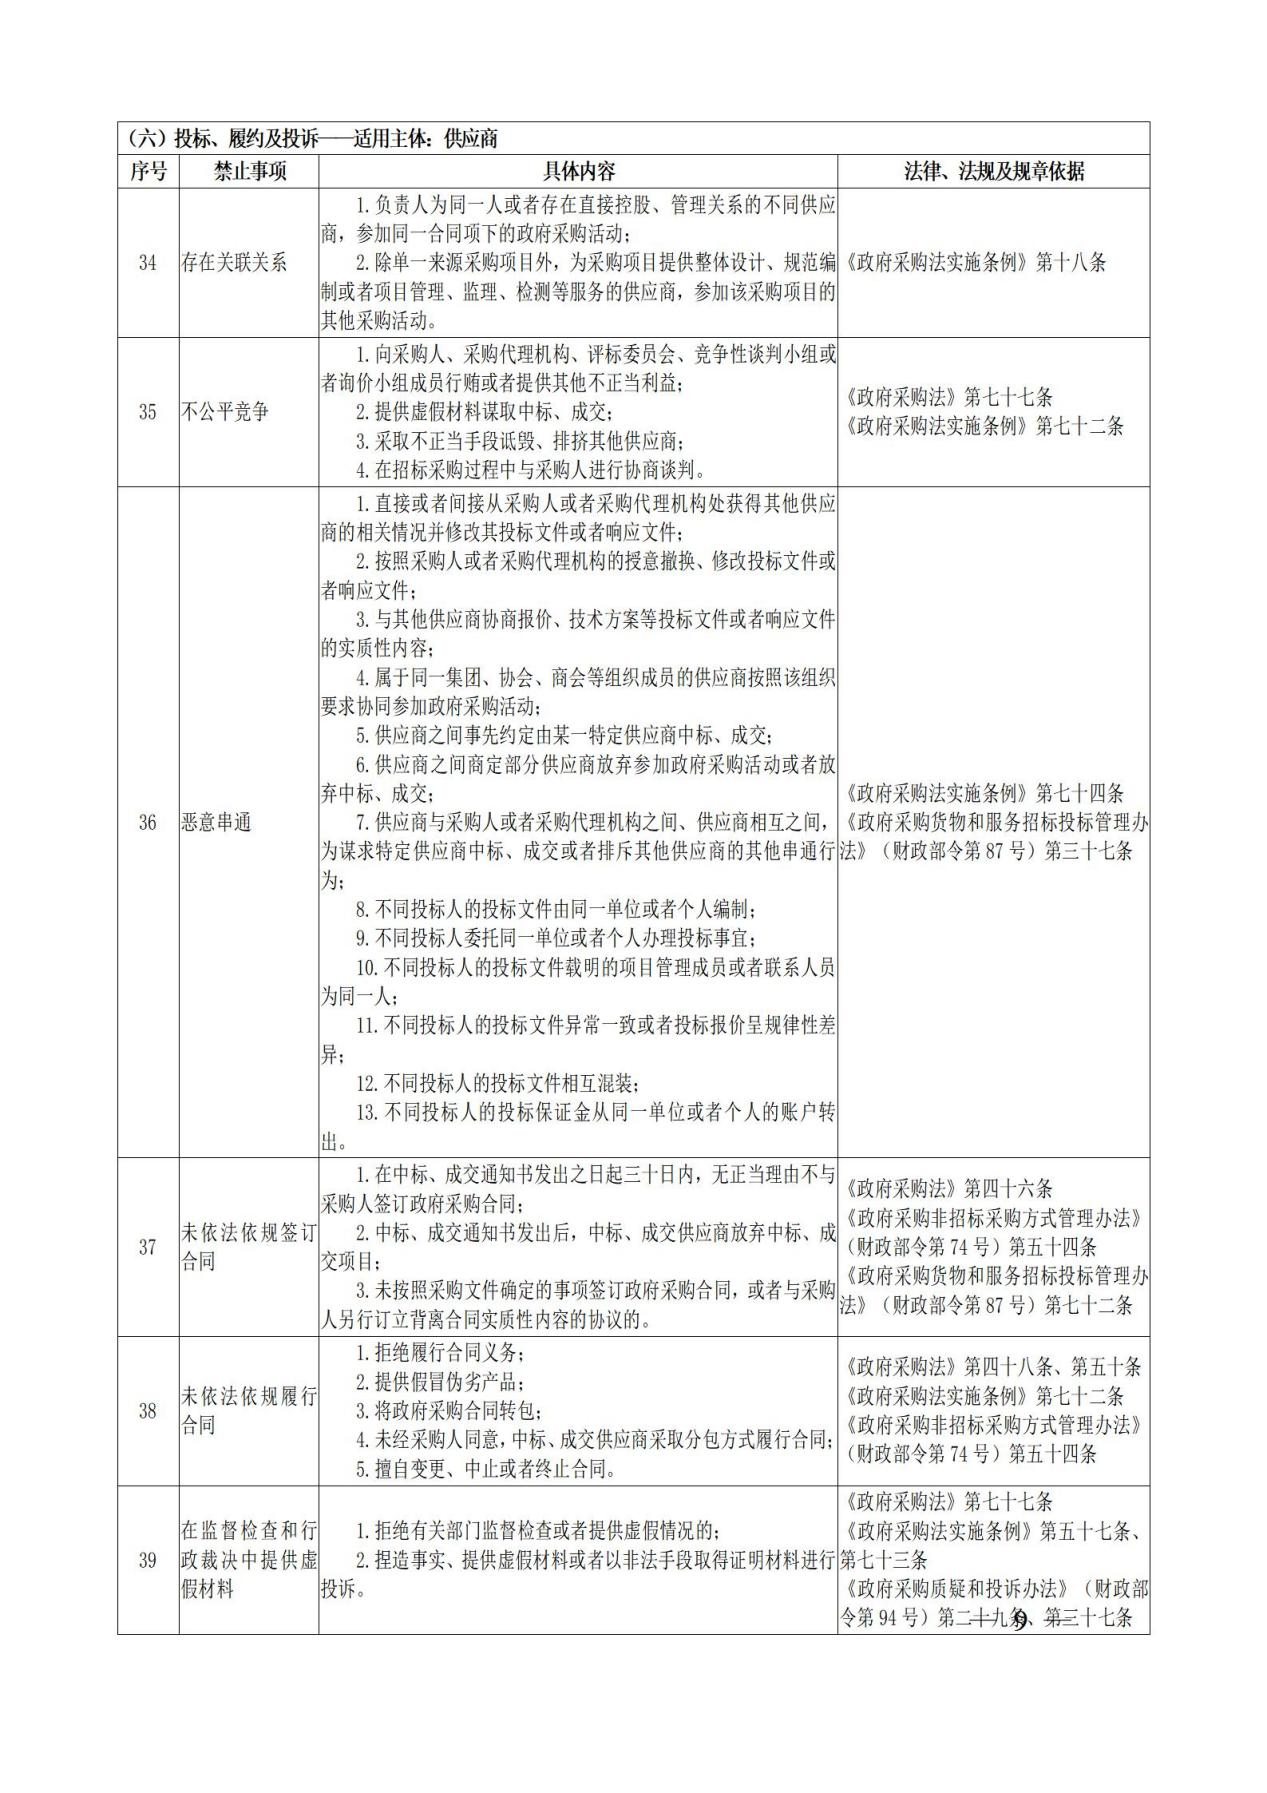 （六）投标、履约及投诉——适用主体：供应商
序号 禁止事项 具体内容 法律、法规及规章依据
34
存在关联关系
1.负责人为同一人或者存在直接控股、管理关系的不同供应
商，参加同一合同项下的政府采购活动；
2.除单一来源采购项目外，为采购项目提供整体设计、规范编
制或者项目管理、监理、检测等服务的供应商，参加该采购项目的
其他采购活动。
《政府采购法实施条例》第十八条
35
不公平竞争
1.向采购人、采购代理机构、评标委员会、竞争性谈判小组或
者询价小组成员行贿或者提供其他不正当利益；
2.提供虚假材料谋取中标、成交；
3.采取不正当手段诋毁、排挤其他供应商；
4.在招标采购过程中与采购人进行协商谈判。
《政府采购法》第七十七条
《政府采购法实施条例》第七十二条
36
恶意串通
1.直接或者间接从采购人或者采购代理机构处获得其他供应
商的相关情况并修改其投标文件或者响应文件；
2.按照采购人或者采购代理机构的授意撤换、修改投标文件或
者响应文件；
3.与其他供应商协商报价、技术方案等投标文件或者响应文件
的实质性内容；
4.属于同一集团、协会、商会等组织成员的供应商按照该组织
要求协同参加政府采购活动；
5.供应商之间事先约定由某一特定供应商中标、成交；
6.供应商之间商定部分供应商放弃参加政府采购活动或者放
弃中标、成交；
7.供应商与采购人或者采购代理机构之间、供应商相互之间，
为谋求特定供应商中标、成交或者排斥其他供应商的其他串通行
为；
8.不同投标人的投标文件由同一单位或者个人编制；
9.不同投标人委托同一单位或者个人办理投标事宜；
10.不同投标人的投标文件载明的项目管理成员或者联系人员
为同一人；
11.不同投标人的投标文件异常一致或者投标报价呈规律性差
异；
12.不同投标人的投标文件相互混装；
13.不同投标人的投标保证金从同一单位或者个人的账户转
出。
《政府采购法实施条例》第七十四条
《政府采购货物和服务招标投标管理办
法》（财政部令第 87 号）第三十七条
37
未依法依规签订
合同
1.在中标、成交通知书发出之日起三十日内，无正当理由不与
采购人签订政府采购合同；
2.中标、成交通知书发出后，中标、成交供应商放弃中标、成
交项目；
3.未按照采购文件确定的事项签订政府采购合同，或者与采购
人另行订立背离合同实质性内容的协议的。
《政府采购法》第四十六条
《政府采购非招标采购方式管理办法》
（财政部令第 74 号）第五十四条
《政府采购货物和服务招标投标管理办
法》（财政部令第 87 号）第七十二条
38
未依法依规履行
合同
1.拒绝履行合同义务；
2.提供假冒伪劣产品；
3.将政府采购合同转包；
4.未经采购人同意，中标、成交供应商采取分包方式履行合同；
5.擅自变更、中止或者终止合同。
《政府采购法》第四十八条、第五十条
《政府采购法实施条例》第七十二条
《政府采购非招标采购方式管理办法》
（财政部令第 74 号）第五十四条
39
在监督检查和行
政裁决中提供虚
假材料
1.拒绝有关部门监督检查或者提供虚假情况的；
2.捏造事实、提供虚假材料或者以非法手段取得证明材料进行
投诉。
《政府采购法》第七十七条
《政府采购法实施条例》第五十七条、
第七十三条
《政府采购质疑和投诉办法》（财政部
令第 94 号）第二十九条、第三十七条
— 9 —